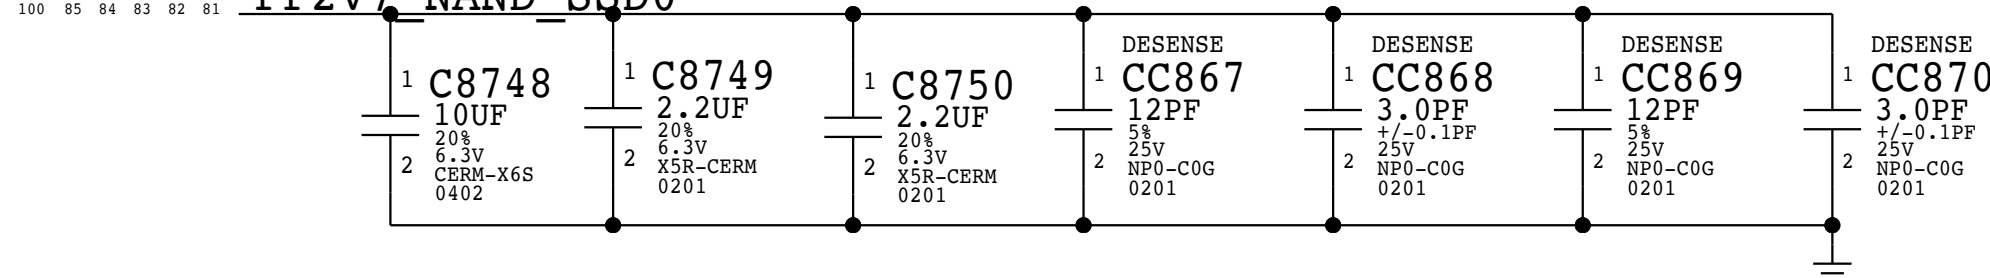 100 85 84 83 82 81
PP2V7_NAND_SSD0
1 C8748
10UF
20%
6.3V
CERM-X6S
2
0402
1 C8749
2.2UF
20%
6.3V
2
X5R-CERM
0201
1 C8750
2.2UF
20%
6.3V
2
X5R-CERM
0201
DESENSE
1 CC867
12PF
5%
25V
2
NP0-C0G
0201
DESENSE
1 CC868
3.0PF
+/-0.1PF
25V
2
NP0-C0G
0201
DESENSE
1 CC869
12PF
5%
25V
2
NP0-C0G
0201
DESENSE
1 CC870
3.0PF
+/-0.1PF
25V
2
NP0-C0G
0201